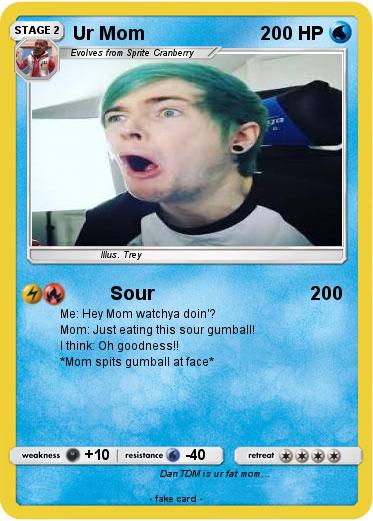 STAGE 2 Ur Mom 200 HP
Evolves from Sprite Cranberry
Illus. Trey
Sour 200
Me: Hey Mom watchya doin'?
Mom: Just eating this sour gumball!
I think: Oh goodness!!
*Mom spits gumball at face*
weakness +10 resistance -40 retreat
DanTDM is ur fat mom...
- fake card -